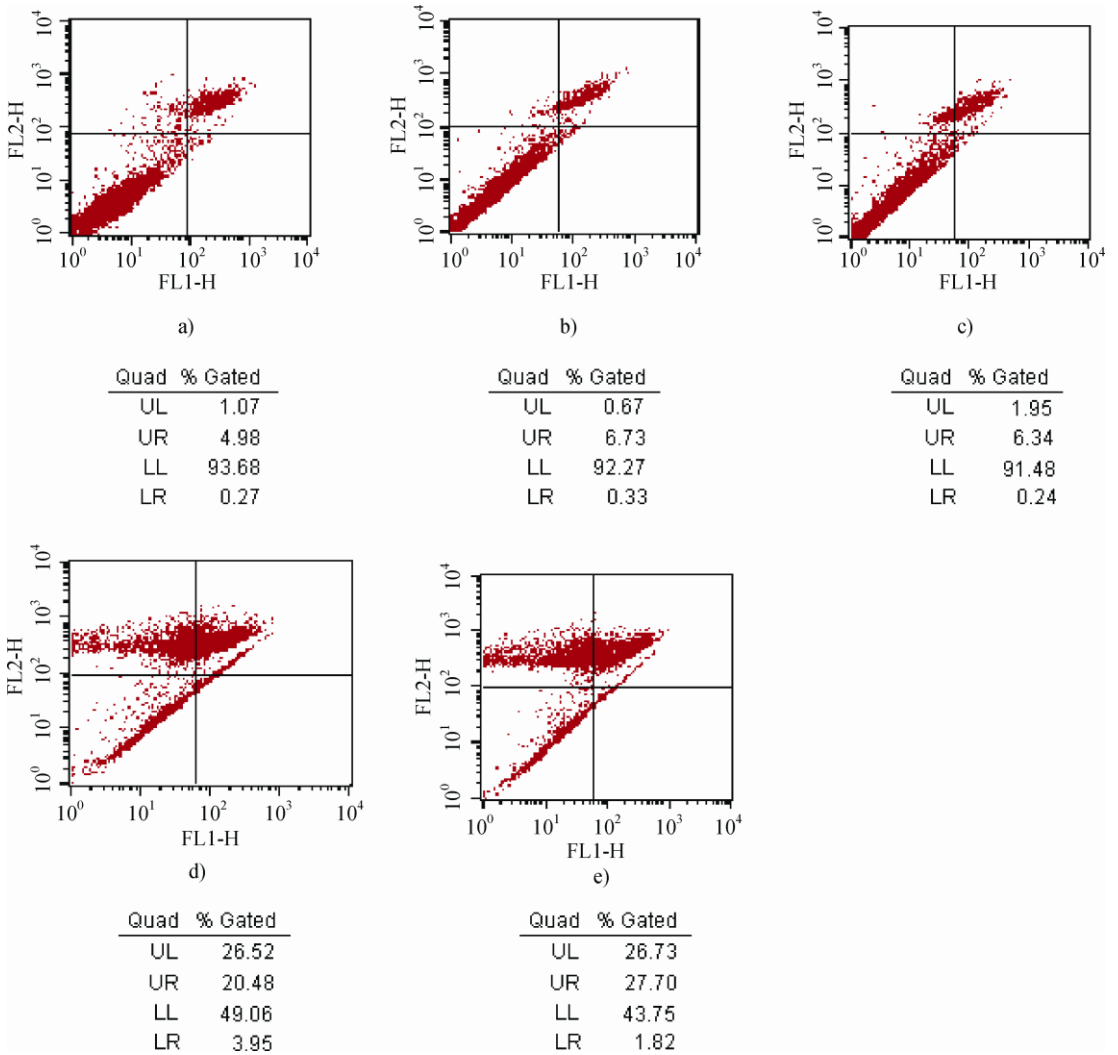 FL2-H
10^0 10^1 10^2 10^3 10^4
10^0 10^1 10^2 10^3 10^4
FL1-H
a)
Quad % Gated
UL 1.07
UR 4.98
LL 93.68
LR 0.27
FL2-H
10^0 10^1 10^2 10^3 10^4
10^0 10^1 10^2 10^3 10^4
FL1-H
b)
Quad % Gated
UL 0.67
UR 6.73
LL 92.27
LR 0.33
FL2-H
10^0 10^1 10^2 10^3 10^4
10^0 10^1 10^2 10^3 10^4
FL1-H
c)
Quad % Gated
UL 1.95
UR 6.34
LL 91.48
LR 0.24
FL2-H
10^0 10^1 10^2 10^3 10^4
10^0 10^1 10^2 10^3 10^4
FL1-H
d)
Quad % Gated
UL 26.52
UR 20.48
LL 49.06
LR 3.95
FL2-H
10^0 10^1 10^2 10^3 10^4
10^0 10^1 10^2 10^3 10^4
FL1-H
e)
Quad % Gated
UL 26.73
UR 27.70
LL 43.75
LR 1.82